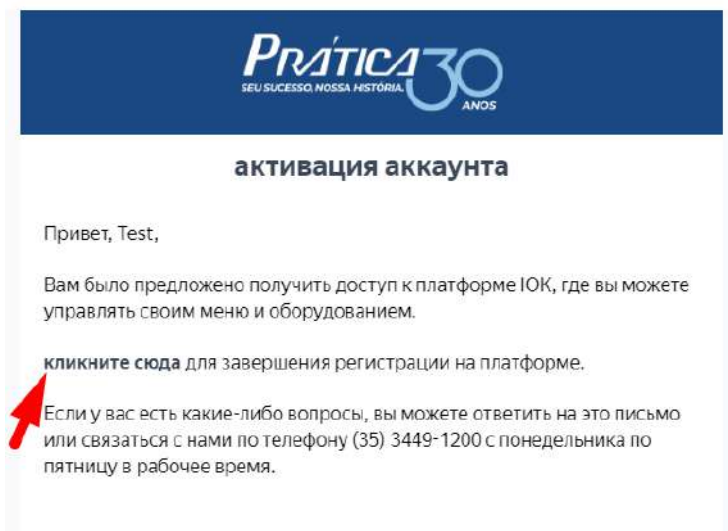 PRÁTICA 30
SEU SUCESSO, NOSSA HISTÓRIA.
ANOS
активация аккаунта
Привет, Test,
Вам было предложено получить доступ к платформе IOK, где вы можете
управлять своим меню и оборудованием.
кликните сюда для завершения регистрации на платформе.
Если у вас есть какие-либо вопросы, вы можете ответить на это письмо
или связаться с нами по телефону (35) 3449-1200 с понедельника по
пятницу в рабочее время.